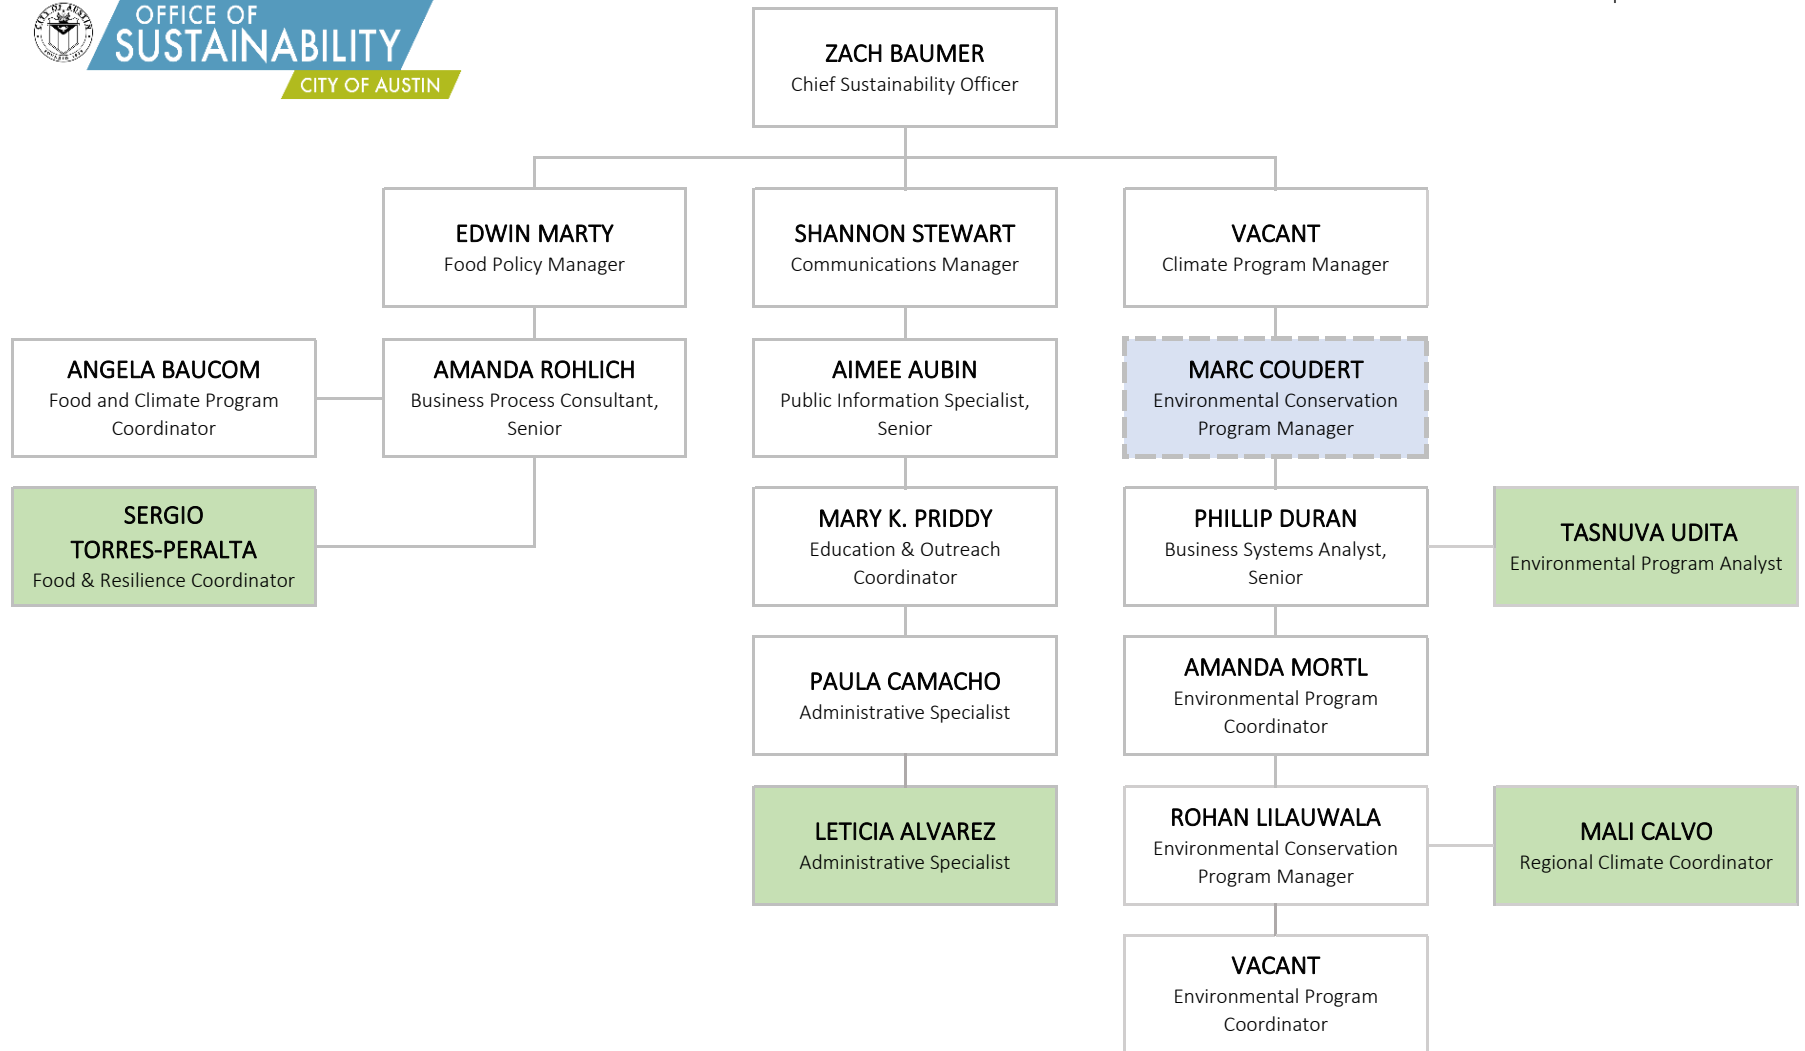 OFFICE OF
SUSTAINABILITY
CITY OF AUSTIN
ZACH BAUMER
Chief Sustainability Officer
EDWIN MARTY
Food Policy Manager
SHANNON STEWART
Communications Manager
VACANT
Climate Program Manager
ANGELA BAUCOM
Food and Climate Program
Coordinator
AMANDA ROHLICH
Business Process Consultant,
Senior
AIMEE AUBIN
Public Information Specialist,
Senior
MARC COUDERT
Environmental Conservation
Program Manager
SERGIO
TORRES-PERALTA
Food & Resilience Coordinator
MARY K. PRIDDY
Education & Outreach
Coordinator
PHILLIP DURAN
Business Systems Analyst,
Senior
TASNUVA UDITA
Environmental Program Analyst
PAULA CAMACHO
Administrative Specialist
AMANDA MORTL
Environmental Program
Coordinator
LETICIA ALVAREZ
Administrative Specialist
ROHAN LILAUWALA
Environmental Conservation
Program Manager
MALI CALVO
Regional Climate Coordinator
VACANT
Environmental Program
Coordinator